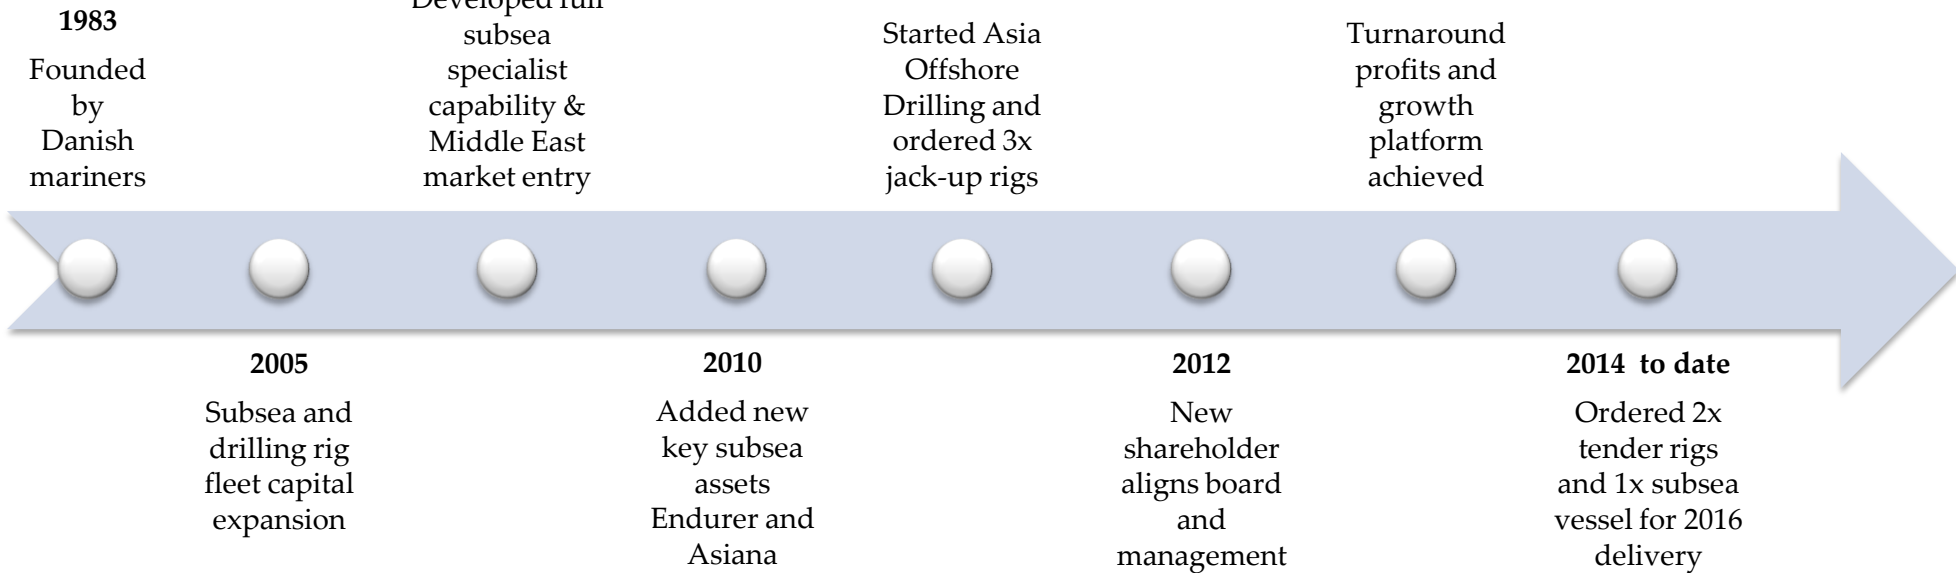 1983
Founded
by
Danish
mariners
Developed full
subsea
specialist
capability &
Middle East
market entry
Started Asia
Offshore
Drilling and
ordered 3x
jack-up rigs
Turnaround
profits and
growth
platform
achieved
2005
Subsea and
drilling rig
fleet capital
expansion
2010
Added new
key subsea
assets
Endurer and
Asiana
2012
New
shareholder
aligns board
and
management
2014 to date
Ordered 2x
tender rigs
and 1x subsea
vessel for 2016
delivery